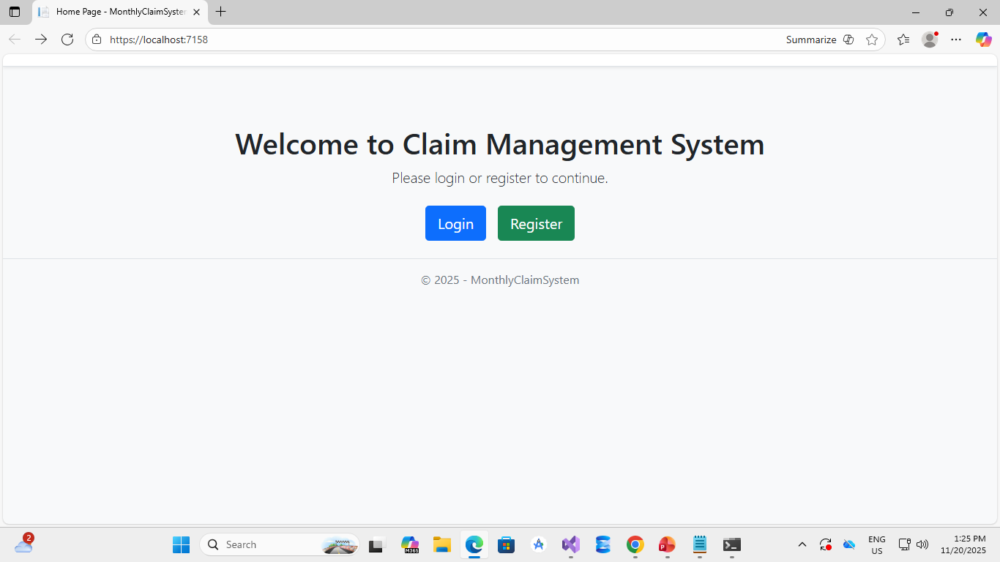 Home Page - MonthlyClaimSyster
https://localhost:7158
Summarize
Welcome to Claim Management System
Please login or register to continue.
Login
Register
© 2025 - MonthlyClaimSystem
2
Search
M365
ENG
US
1:25 PM
11/20/2025